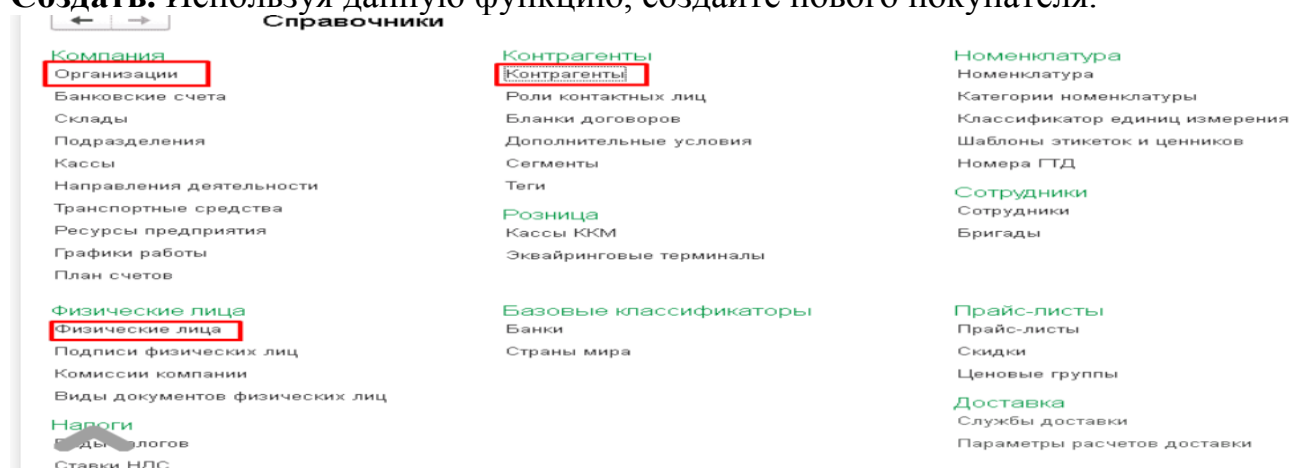 Создать. Используя данную функцию, создайте нового покупателя.
← → Справочники
Компания
Организации
Банковские счета
Склады
Подразделения
Кассы
Направления деятельности
Транспортные средства
Ресурсы предприятия
Графики работы
План счетов
Контрагенты
Контрагенты
Роли контактных лиц
Бланки договоров
Дополнительные условия
Сегменты
Теги
Розница
Кассы ККМ
Эквайринговые терминалы
Номенклатура
Номенклатура
Категории номенклатуры
Классификатор единиц измерения
Шаблоны этикеток и ценников
Номера ГТД
Сотрудники
Сотрудники
Бригады
Физические лица
Физические лица
Подписи физических лиц
Комиссии компании
Виды документов физических лиц
Налоги
Ставки НДС
Базовые классификаторы
Банки
Страны мира
Прайс-листы
Прайс-листы
Скидки
Ценовые группы
Доставка
Службы доставки
Параметры расчетов доставки